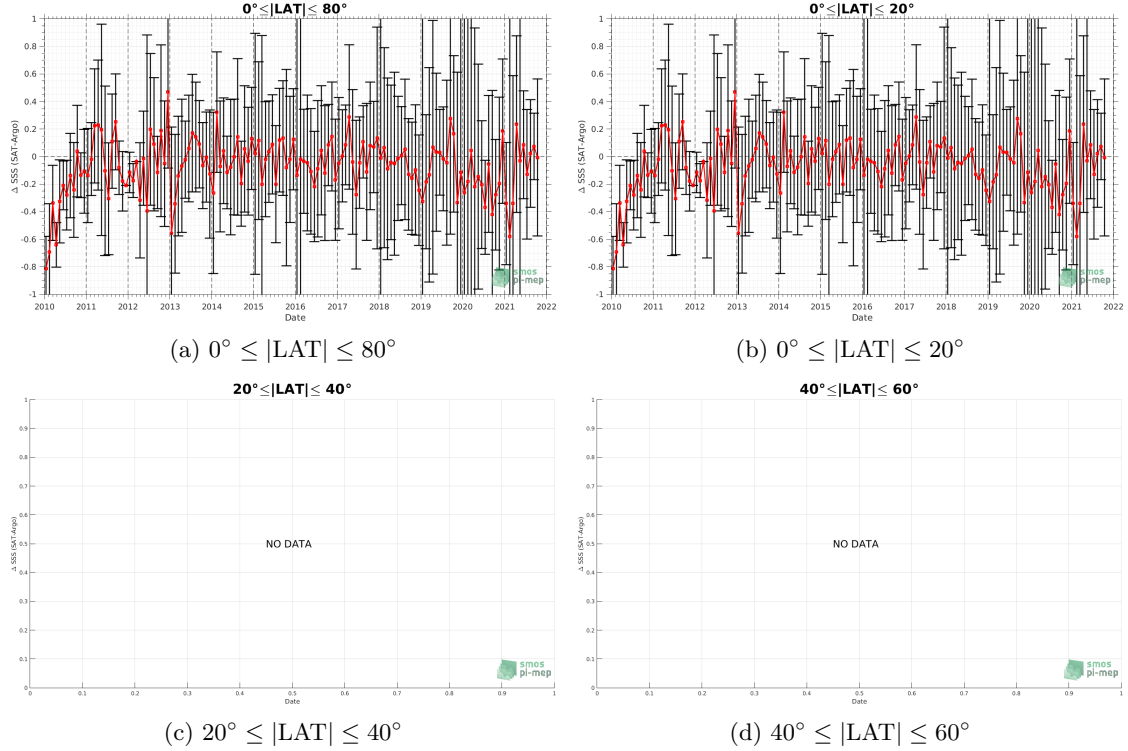 0°≤|LAT|≤ 80°
Δ SSS (SAT-Argo)
1
0.8
0.6
0.4
0.2
0
-0.2
-0.4
-0.6
-0.8
-1
2010 2011 2012 2013 2014 2015 2016 2017 2018 2019 2020 2021 2022
Date
smos
pi-mep
(a) 0° ≤ |LAT| ≤ 80°
0°≤|LAT|≤ 20°
Δ SSS (SAT-Argo)
1
0.8
0.6
0.4
0.2
0
-0.2
-0.4
-0.6
-0.8
-1
2010 2011 2012 2013 2014 2015 2016 2017 2018 2019 2020 2021 2022
Date
smos
pi-mep
(b) 0° ≤ |LAT| ≤ 20°
20°≤|LAT|≤ 40°
Δ SSS (SAT-Argo)
1
0.9
0.8
0.7
0.6
0.5
0.4
0.3
0.2
0.1
0
NO DATA
0 0.1 0.2 0.3 0.4 0.5 0.6 0.7 0.8 0.9 1
Date
smos
pi-mep
(c) 20° ≤ |LAT| ≤ 40°
40°≤|LAT|≤ 60°
Δ SSS (SAT-Argo)
1
0.9
0.8
0.7
0.6
0.5
0.4
0.3
0.2
0.1
0
NO DATA
0 0.1 0.2 0.3 0.4 0.5 0.6 0.7 0.8 0.9 1
Date
smos
pi-mep
(d) 40° ≤ |LAT| ≤ 60°